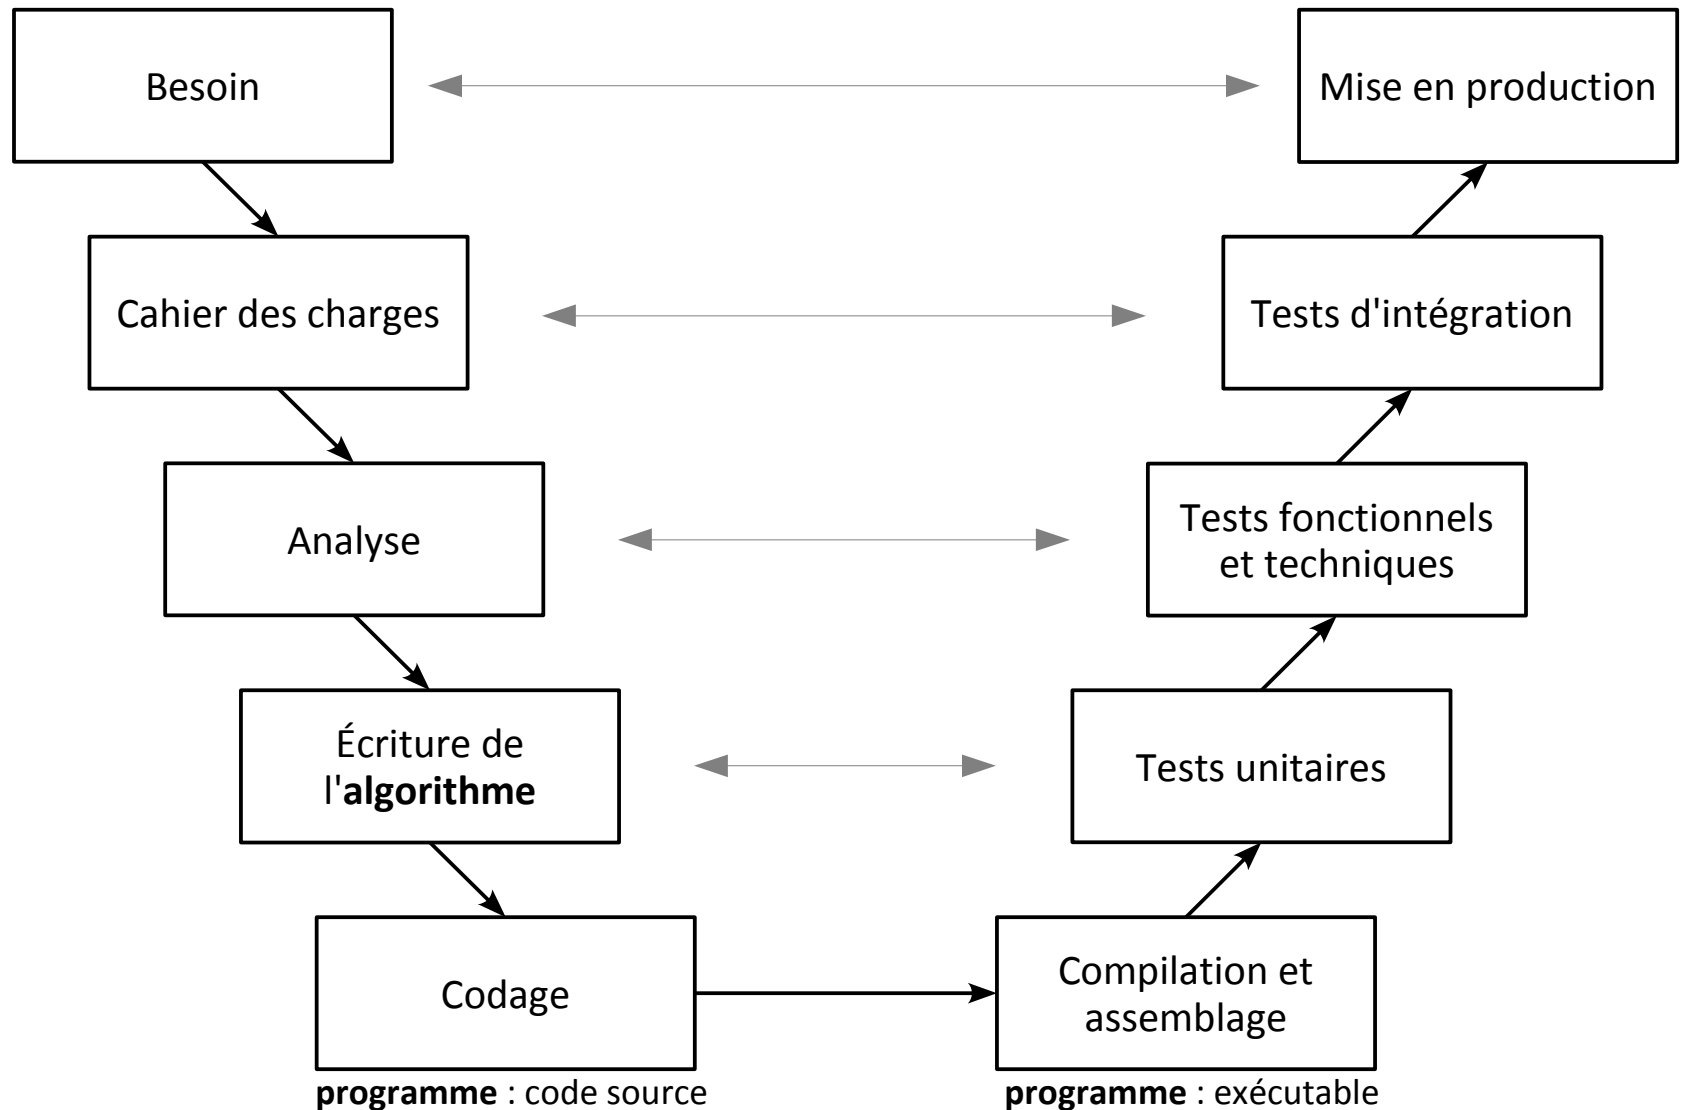 Besoin
Mise en production
Cahier des charges
Tests d'intégration
Analyse
Tests fonctionnels
et techniques
Écriture de
l'algorithme
Tests unitaires
Codage
Compilation et
assemblage
programme : code source
programme : exécutable